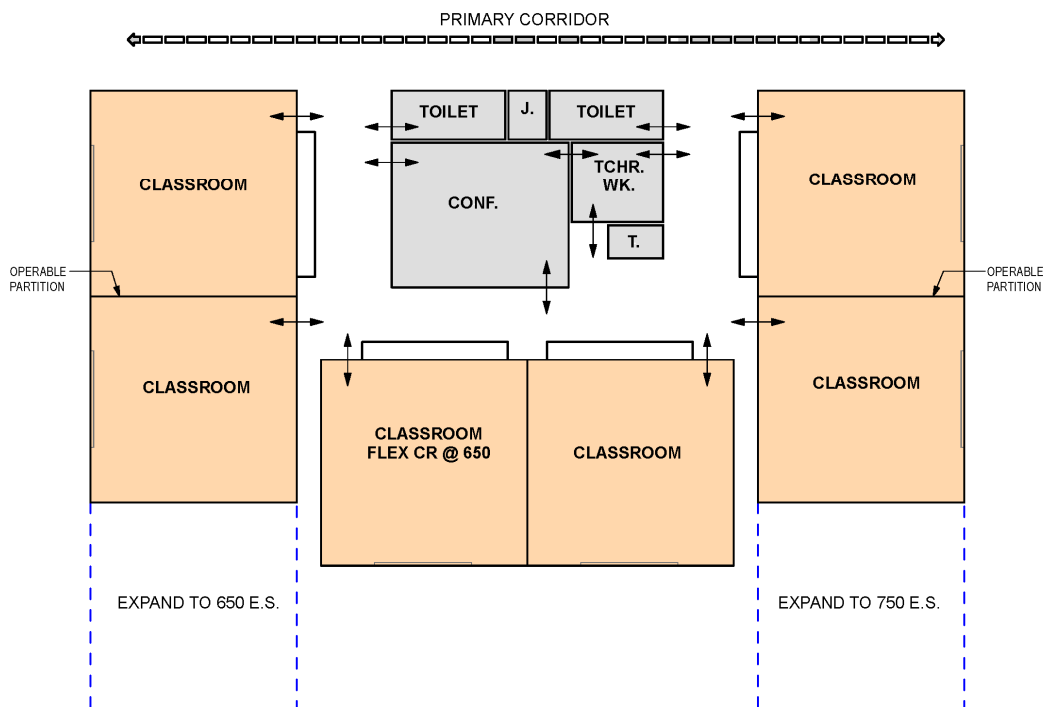 PRIMARY CORRIDOR
TOILET
J.
TOILET
CLASSROOM
CONF.
TCHR.
WK.
CLASSROOM
T.
OPERABLE
PARTITION
OPERABLE
PARTITION
CLASSROOM
CLASSROOM
FLEX CR @ 650
CLASSROOM
CLASSROOM
EXPAND TO 650 E.S.
EXPAND TO 750 E.S.